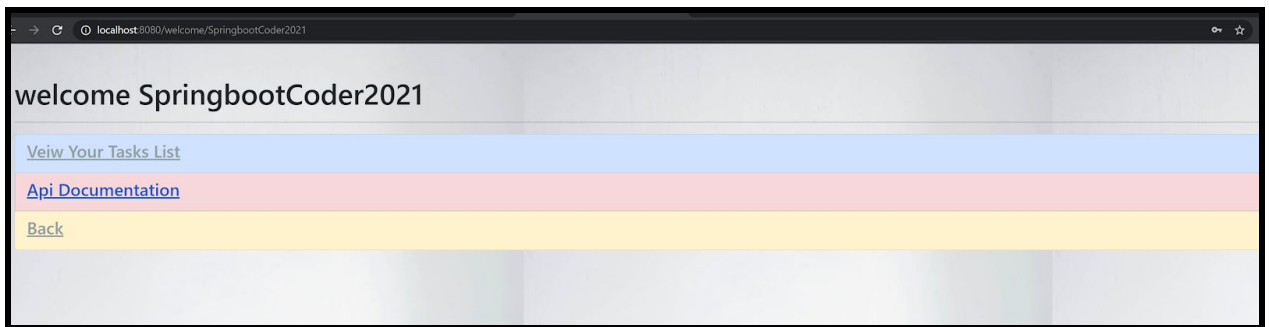 localhost:8080/welcome/SpringbootCoder2021
welcome SpringbootCoder2021
Veiw Your Tasks List
Api Documentation
Back